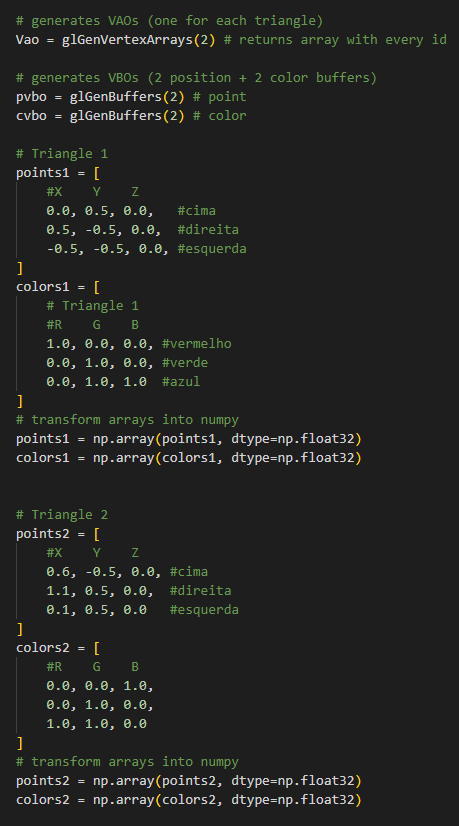 # generates VAOs (one for each triangle)
Vao = glGenVertexArrays(2) # returns array with every id
# generates VBOs (2 position + 2 color buffers)
pvbo = glGenBuffers(2) # point
cvbo = glGenBuffers(2) # color
# Triangle 1
points1 = [
#X Y Z
0.0, 0.5, 0.0, #cima
0.5, -0.5, 0.0, #direita
-0.5, -0.5, 0.0, #esquerda
]
colors1 = [
# Triangle 1
#R G B
1.0, 0.0, 0.0, #vermelho
0.0, 1.0, 0.0, #verde
0.0, 1.0, 1.0 #azul
]
# transform arrays into numpy
points1 = np.array(points1, dtype=np.float32)
colors1 = np.array(colors1, dtype=np.float32)
# Triangle 2
points2 = [
#X Y Z
0.6, -0.5, 0.0, #cima
1.1, 0.5, 0.0, #direita
0.1, 0.5, 0.0 #esquerda
]
colors2 = [
#R G B
0.0, 0.0, 1.0,
0.0, 1.0, 0.0,
1.0, 1.0, 0.0
]
# transform arrays into numpy
points2 = np.array(points2, dtype=np.float32)
colors2 = np.array(colors2, dtype=np.float32)